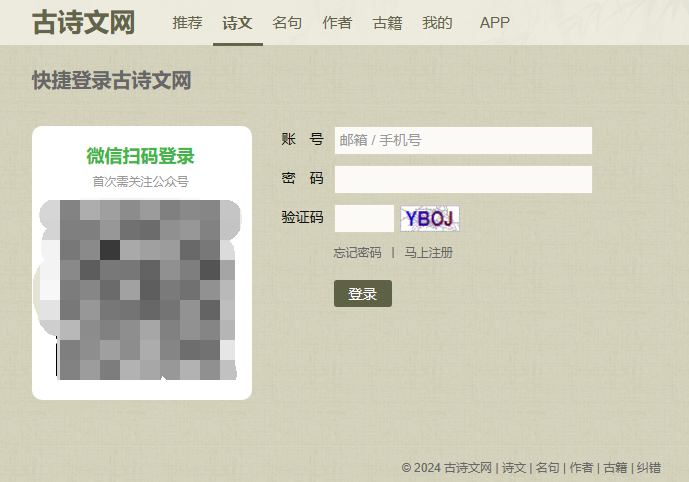 古诗文网 推荐 诗文 名句 作者 古籍 我的 APP
快捷登录古诗文网
微信扫码登录
首次需关注公众号
账 号 邮箱 / 手机号
密 码
验证码 YBOJ
忘记密码 | 马上注册
登录
© 2024 古诗文网 | 诗文 | 名句 | 作者 | 古籍 | 纠错